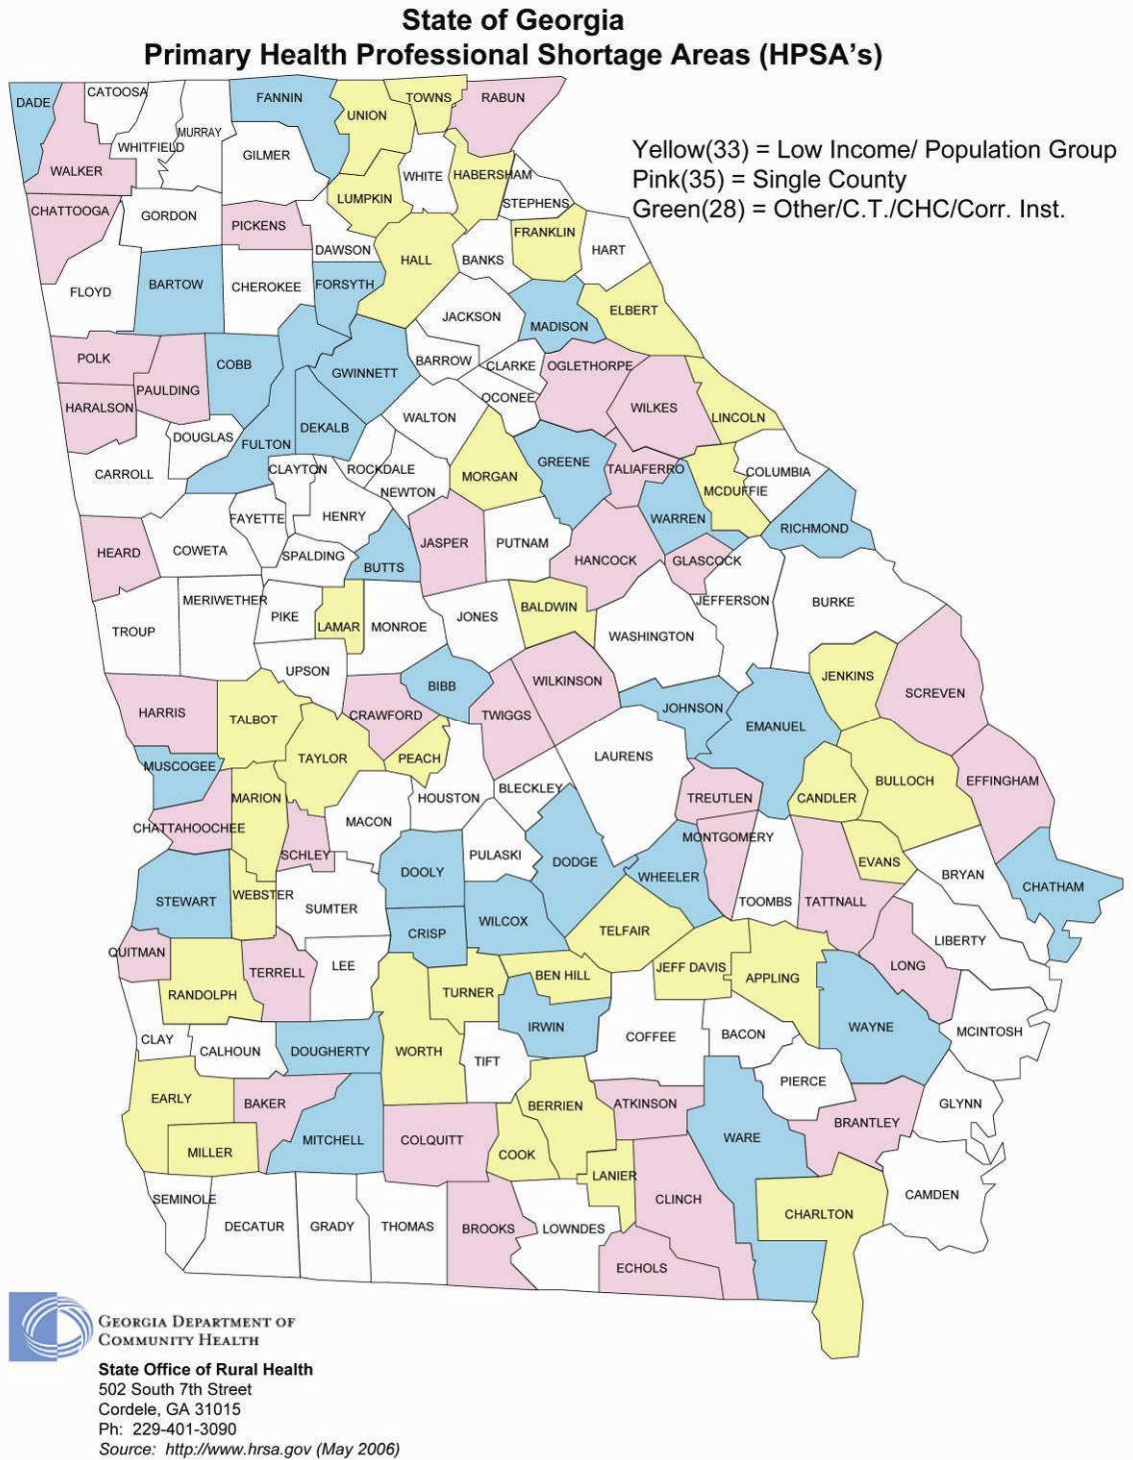 State of Georgia
Primary Health Professional Shortage Areas (HPSA's)
Yellow(33) = Low Income/ Population Group
Pink(35) = Single County
Green(28) = Other/C.T./CHC/Corr. Inst.
DADE
CATOOSA
FANNIN
UNION
TOWNS
RABUN
WALKER
WHITFIELD
MURRAY
GILMER
WHITE
HABERSHAM
STEPHENS
LUMPKIN
CHATTOOGA
GORDON
PICKENS
DAWSON
HALL
BANKS
FRANKLIN
HART
FLOYD
BARTOW
CHEROKEE
FORSYTH
JACKSON
MADISON
ELBERT
POLK
PAULDING
COBB
GWINNETT
BARROW
CLARKE
OGLETHORPE
HARALSON
OCONEE
WILKES
LINCOLN
CARROLL
DOUGLAS
FULTON
DEKALB
WALTON
CLAYTON
ROCKDALE
NEWTON
MORGAN
GREENE
TALIAFERRO
MCDUFFIE
COLUMBIA
WARREN
RICHMOND
HEARD
COWETA
FAYETTE
HENRY
SPALDING
BUTTS
JASPER
PUTNAM
HANCOCK
GLASCOCK
JEFFERSON
BURKE
TROUP
MERIWETHER
PIKE
LAMAR
MONROE
JONES
BALDWIN
WASHINGTON
UPSON
BIBB
WILKINSON
JENKINS
SCREVEN
HARRIS
TALBOT
CRAWFORD
TWIGGS
JOHNSON
EMANUEL
MUSCOGEE
TAYLOR
PEACH
LAURENS
BULLOCH
EFFINGHAM
MARION
HOUSTON
BLECKLEY
TREUTLEN
CANDLER
CHATTAHOOCHEE
SCHLEY
MACON
PULASKI
DODGE
MONTGOMERY
EVANS
BRYAN
CHATHAM
STEWART
WEBSTER
SUMTER
DOOLY
WHEELER
TOOMBS
TATTNALL
QUITMAN
CRISP
WILCOX
TELFAIR
LIBERTY
RANDOLPH
TERRELL
LEE
TURNER
BEN HILL
JEFF DAVIS
APPLING
LONG
CLAY
CALHOUN
DOUGHERTY
WORTH
TIFT
IRWIN
COFFEE
BACON
WAYNE
MCINTOSH
EARLY
BAKER
MITCHELL
COLQUITT
BERRIEN
ATKINSON
PIERCE
BRANTLEY
GLYNN
MILLER
COOK
LANIER
WARE
SEMINOLE
DECATUR
GRADY
THOMAS
BROOKS
LOWNDES
CLINCH
CHARLTON
CAMDEN
ECHOLS
GEORGIA DEPARTMENT OF
COMMUNITY HEALTH
State Office of Rural Health
502 South 7th Street
Cordele, GA 31015
Ph: 229-401-3090
Source: http://www.hrsa.gov (May 2006)